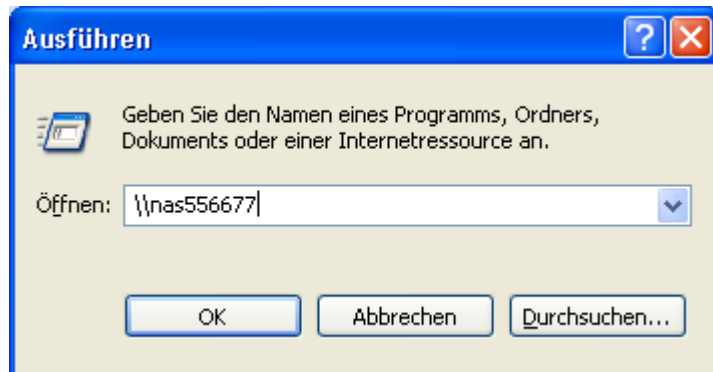 Ausführen
Geben Sie den Namen eines Programms, Ordners,
Dokuments oder einer Internetressource an.
Öffnen: \\nas556677
OK Abbrechen Durchsuchen...